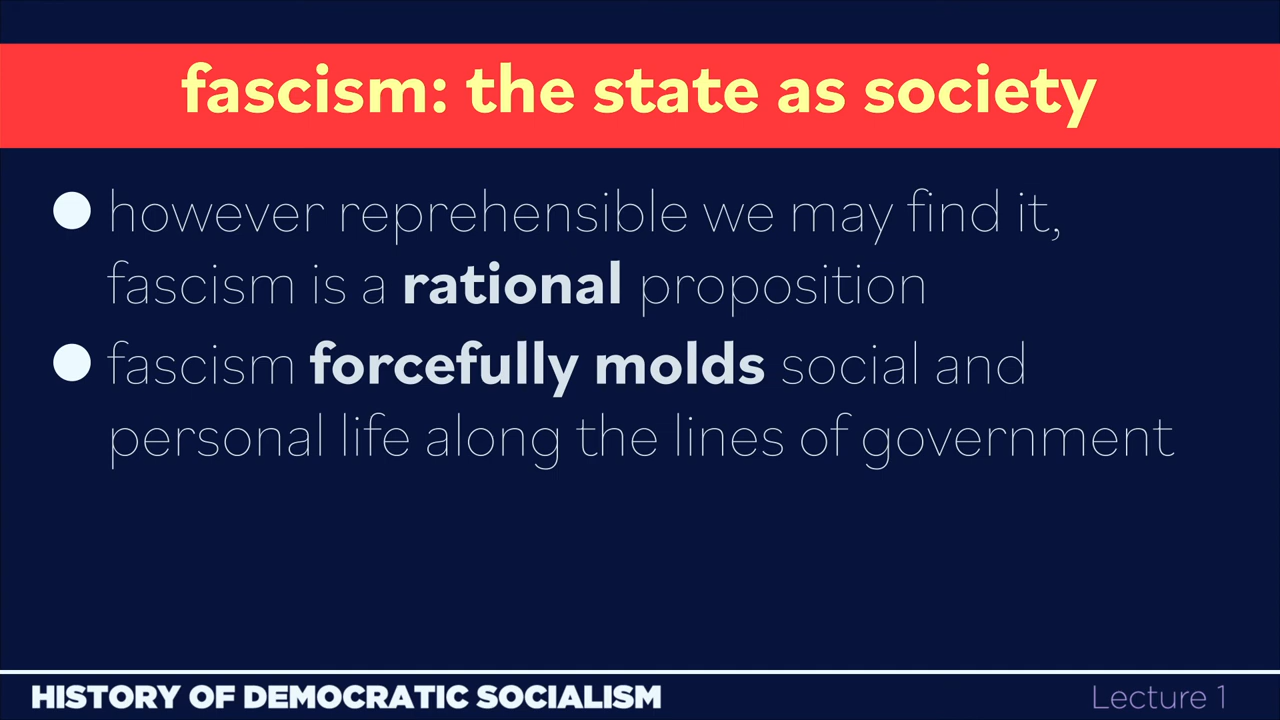 fascism: the state as society
however reprehensible we may find it,
fascism is a rational proposition
fascism forcefully molds social and
personal life along the lines of government
HISTORY OF DEMOCRATIC SOCIALISM
Lecture 1